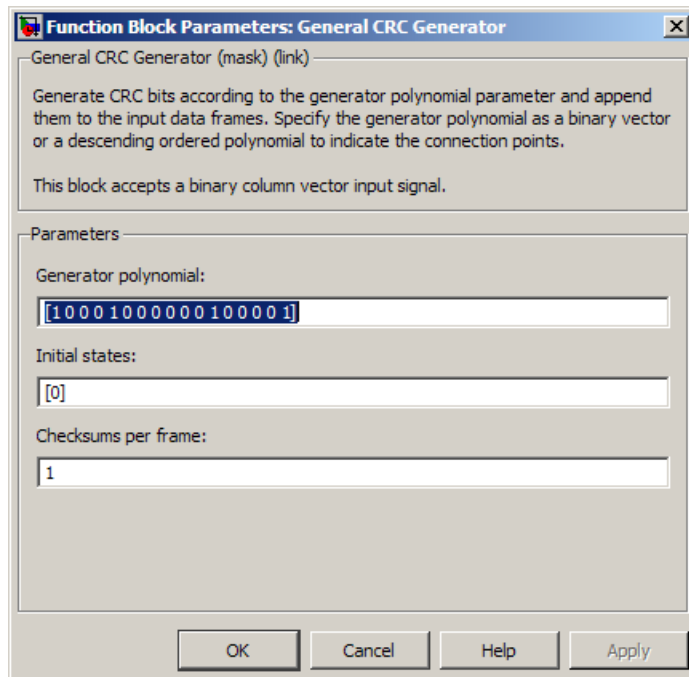 Function Block Parameters: General CRC Generator
General CRC Generator (mask) (link)
Generate CRC bits according to the generator polynomial parameter and append
them to the input data frames. Specify the generator polynomial as a binary vector
or a descending ordered polynomial to indicate the connection points.
This block accepts a binary column vector input signal.
Parameters
Generator polynomial:
[1 0 0 0 1 0 0 0 0 0 0 1 0 0 0 0 1]
Initial states:
[0]
Checksums per frame:
1
OK Cancel Help Apply